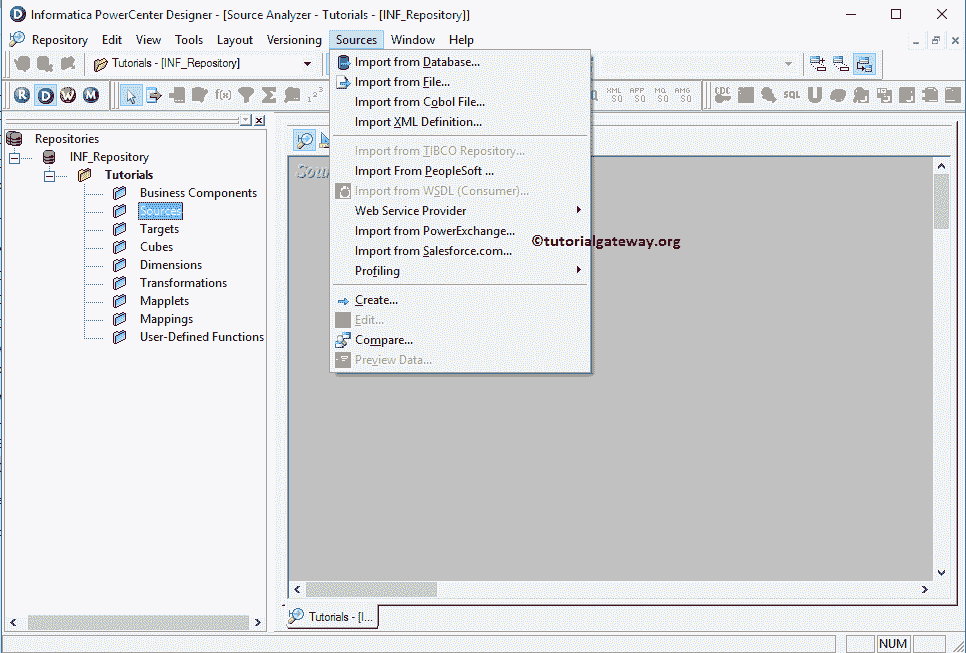 Informatica PowerCenter Designer - [Source Analyzer - Tutorials - [INF_Repository]]
Repository Edit View Tools Layout Versioning Sources Window Help
Tutorials - [INF_Repository]
R D W M f(x) XML SQ APP SQ MQ SQ AMG SQ CDC SQL
Repositories
INF_Repository
Tutorials
Business Components
Sources
Targets
Cubes
Dimensions
Transformations
Mapplets
Mappings
User-Defined Functions
Import from Database...
Import from File...
Import from Cobol File...
Import XML Definition...
Import from TIBCO Repository...
Import From PeopleSoft ...
Import from WSDL (Consumer)...
Web Service Provider
Import from PowerExchange...
Import from Salesforce.com...
Profiling
Create...
Edit...
Compare...
Preview Data...
©tutorialgateway.org
Tutorials - [I...
NUM